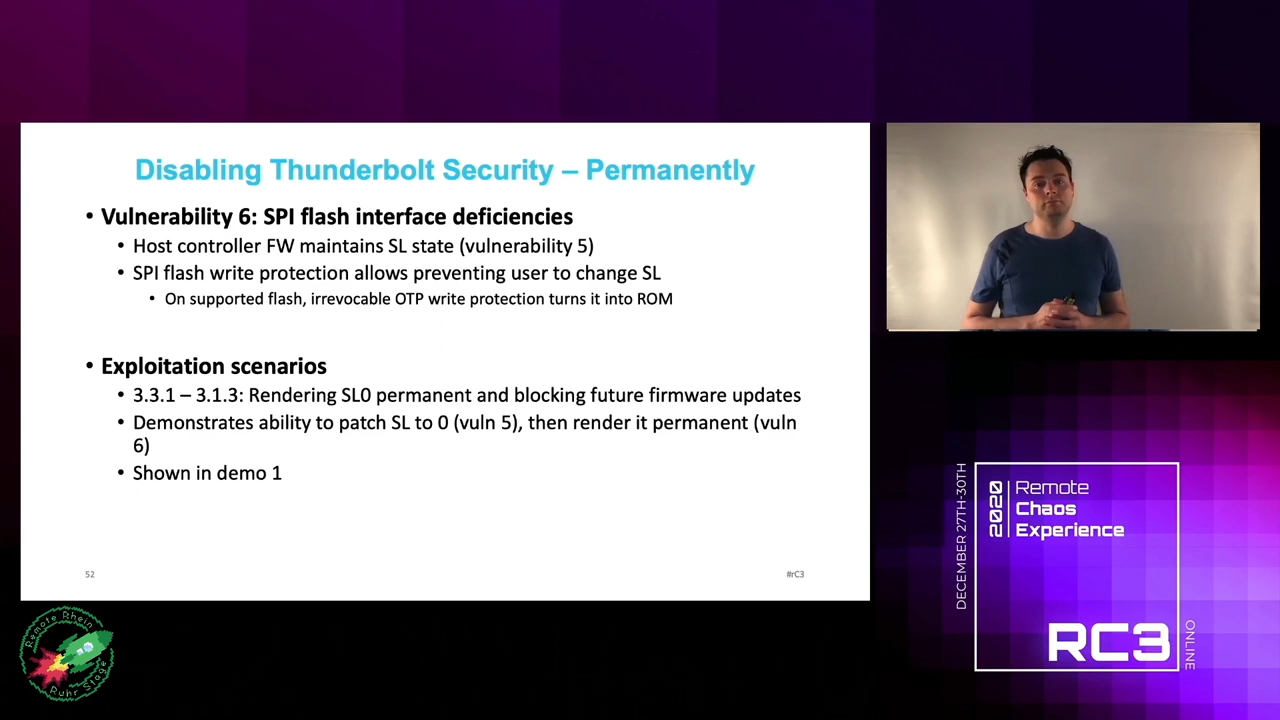 Disabling Thunderbolt Security – Permanently
• Vulnerability 6: SPI flash interface deficiencies
• Host controller FW maintains SL state (vulnerability 5)
• SPI flash write protection allows preventing user to change SL
• On supported flash, irrevocable OTP write protection turns it into ROM
• Exploitation scenarios
• 3.3.1 – 3.1.3: Rendering SL0 permanent and blocking future firmware updates
• Demonstrates ability to patch SL to 0 (vuln 5), then render it permanent (vuln
6)
• Shown in demo 1
52
#rC3
Remote Rhein
Ruhr Stage
DECEMBER 27TH-30TH
2020
Remote
Chaos
Experience
RC3
ONLINE